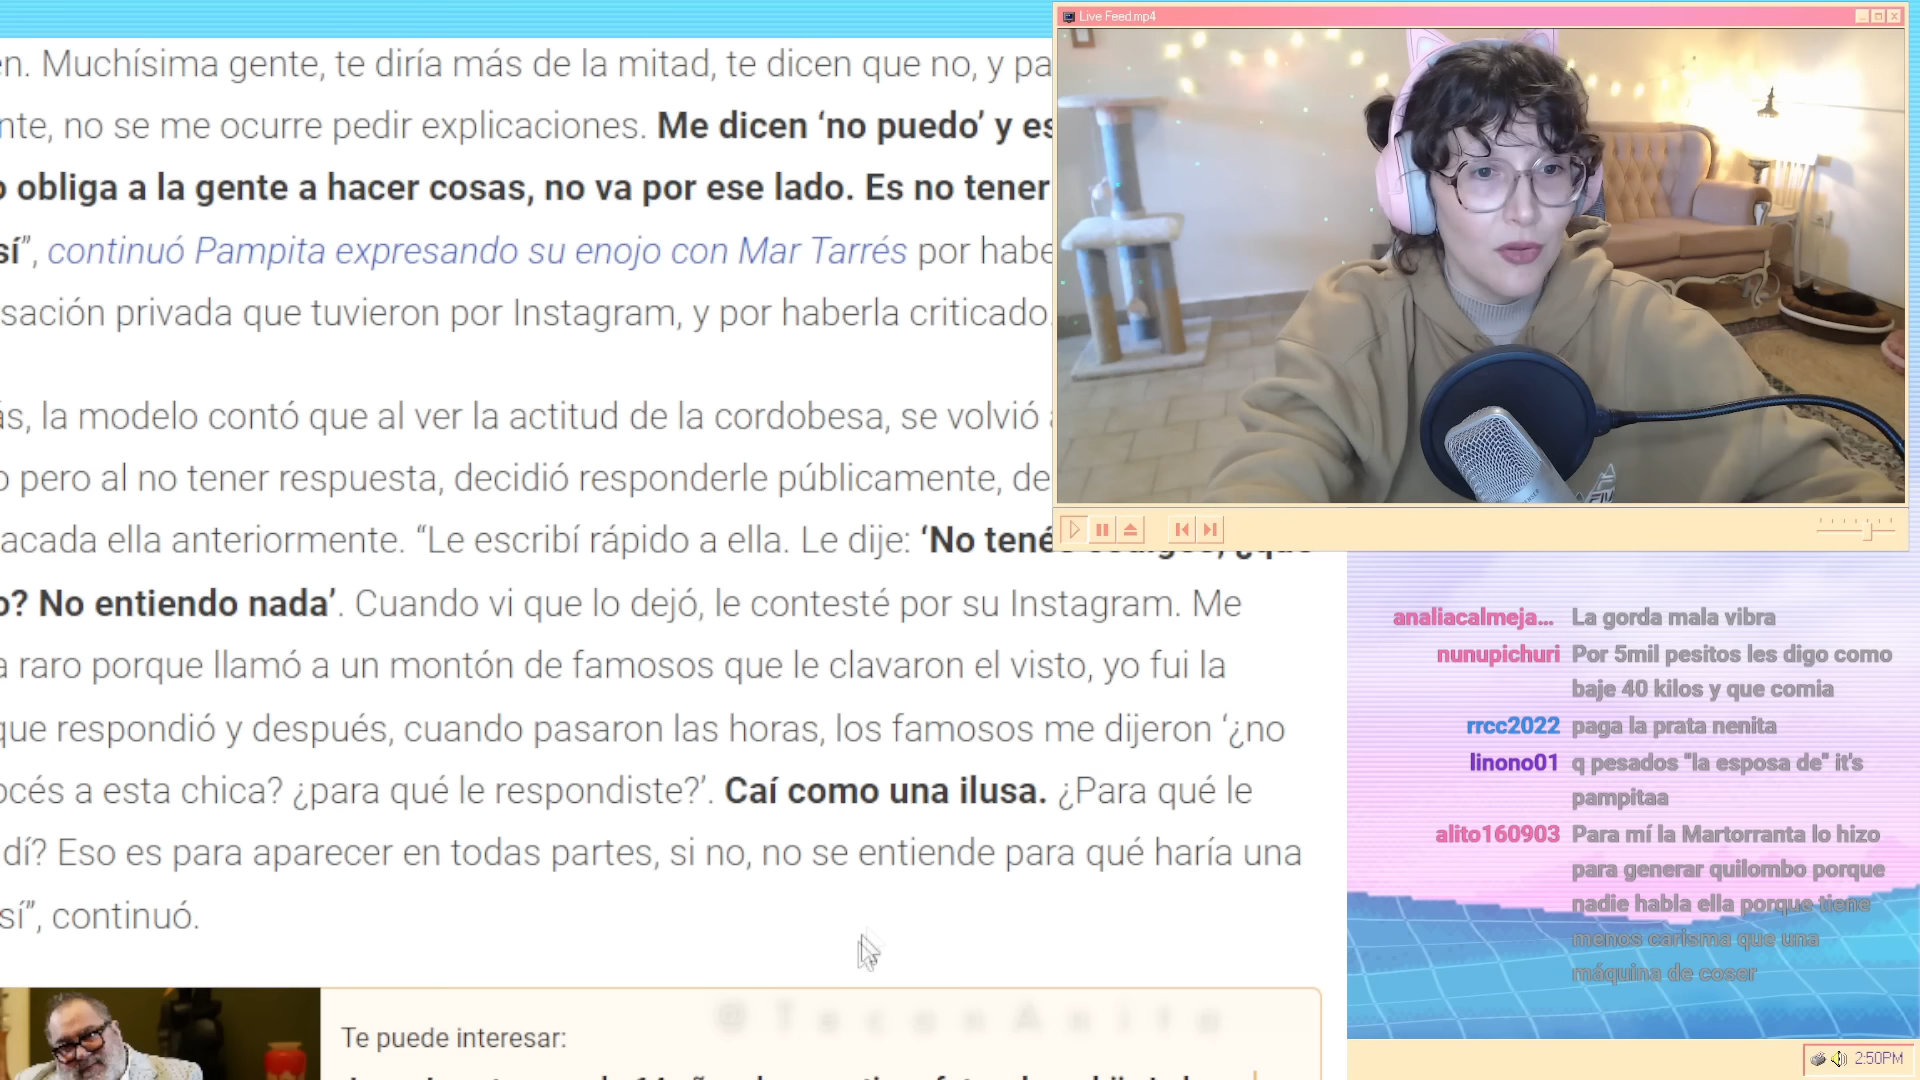 en. Muchísima gente, te diría más de la mitad, te dicen que no, y pa
nte, no se me ocurre pedir explicaciones. Me dicen ‘no puedo’ y es
o obliga a la gente a hacer cosas, no va por ese lado. Es no tener
sí”, continuó Pampita expresando su enojo con Mar Tarrés por habe
sación privada que tuvieron por Instagram, y por haberla criticado.
ás, la modelo contó que al ver la actitud de la cordobesa, se volvió a
o pero al no tener respuesta, decidió responderle públicamente, de
acada ella anteriormente. “Le escribí rápido a ella. Le dije: ‘No tenés códigos, ¿qué
o? No entiendo nada’. Cuando vi que lo dejó, le contesté por su Instagram. Me
a raro porque llamó a un montón de famosos que le clavaron el visto, yo fui la
que respondió y después, cuando pasaron las horas, los famosos me dijeron ‘¿no
océs a esta chica? ¿para qué le respondiste?’. Caí como una ilusa. ¿Para qué le
dí? Eso es para aparecer en todas partes, si no, no se entiende para qué haría una
sí”, continuó.
@TeconAnita
Te puede interesar:
Live Feed.mp4
analiacalmeja... La gorda mala vibra
nunupichuri Por 5mil pesitos les digo como
baje 40 kilos y que comia
rrcc2022 paga la prata nenita
linono01 q pesados "la esposa de" it's
pampitaa
alito160903 Para mí la Martorranta lo hizo
para generar quilombo porque
nadie habla ella porque tiene
menos carisma que una
máquina de coser
2:50PM